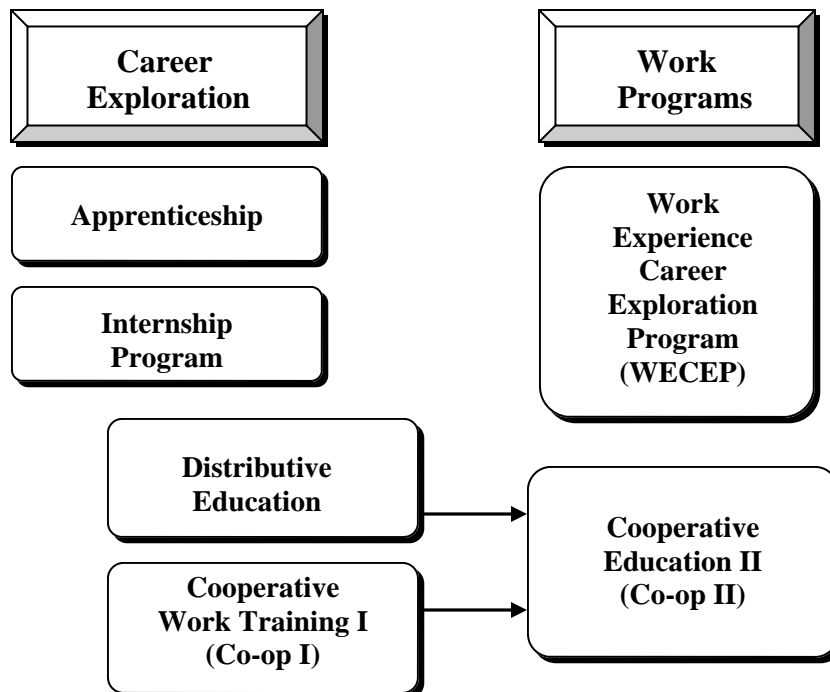 Career
Exploration
Work
Programs
Apprenticeship
Internship
Program
Work
Experience
Career
Exploration
Program
(WECEP)
Distributive
Education
Cooperative
Work Training I
(Co-op I)
Cooperative
Education II
(Co-op II)